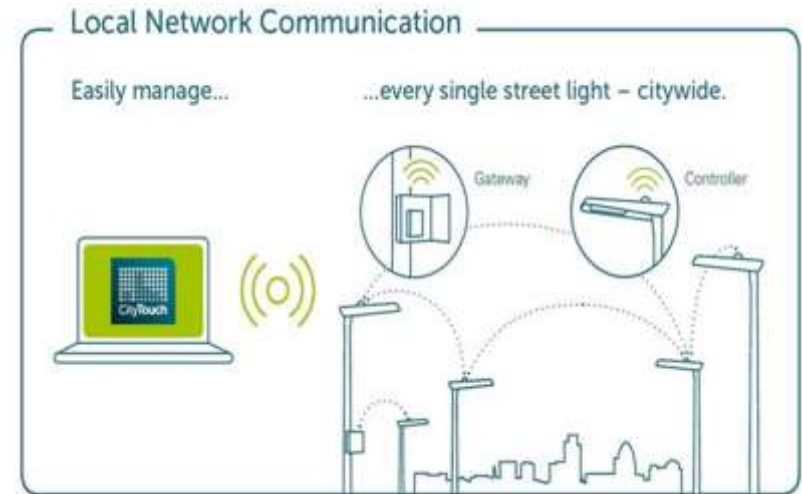 Local Network Communication
Easily manage...
...every single street light – citywide.
Gateway
Controller
CityTouch